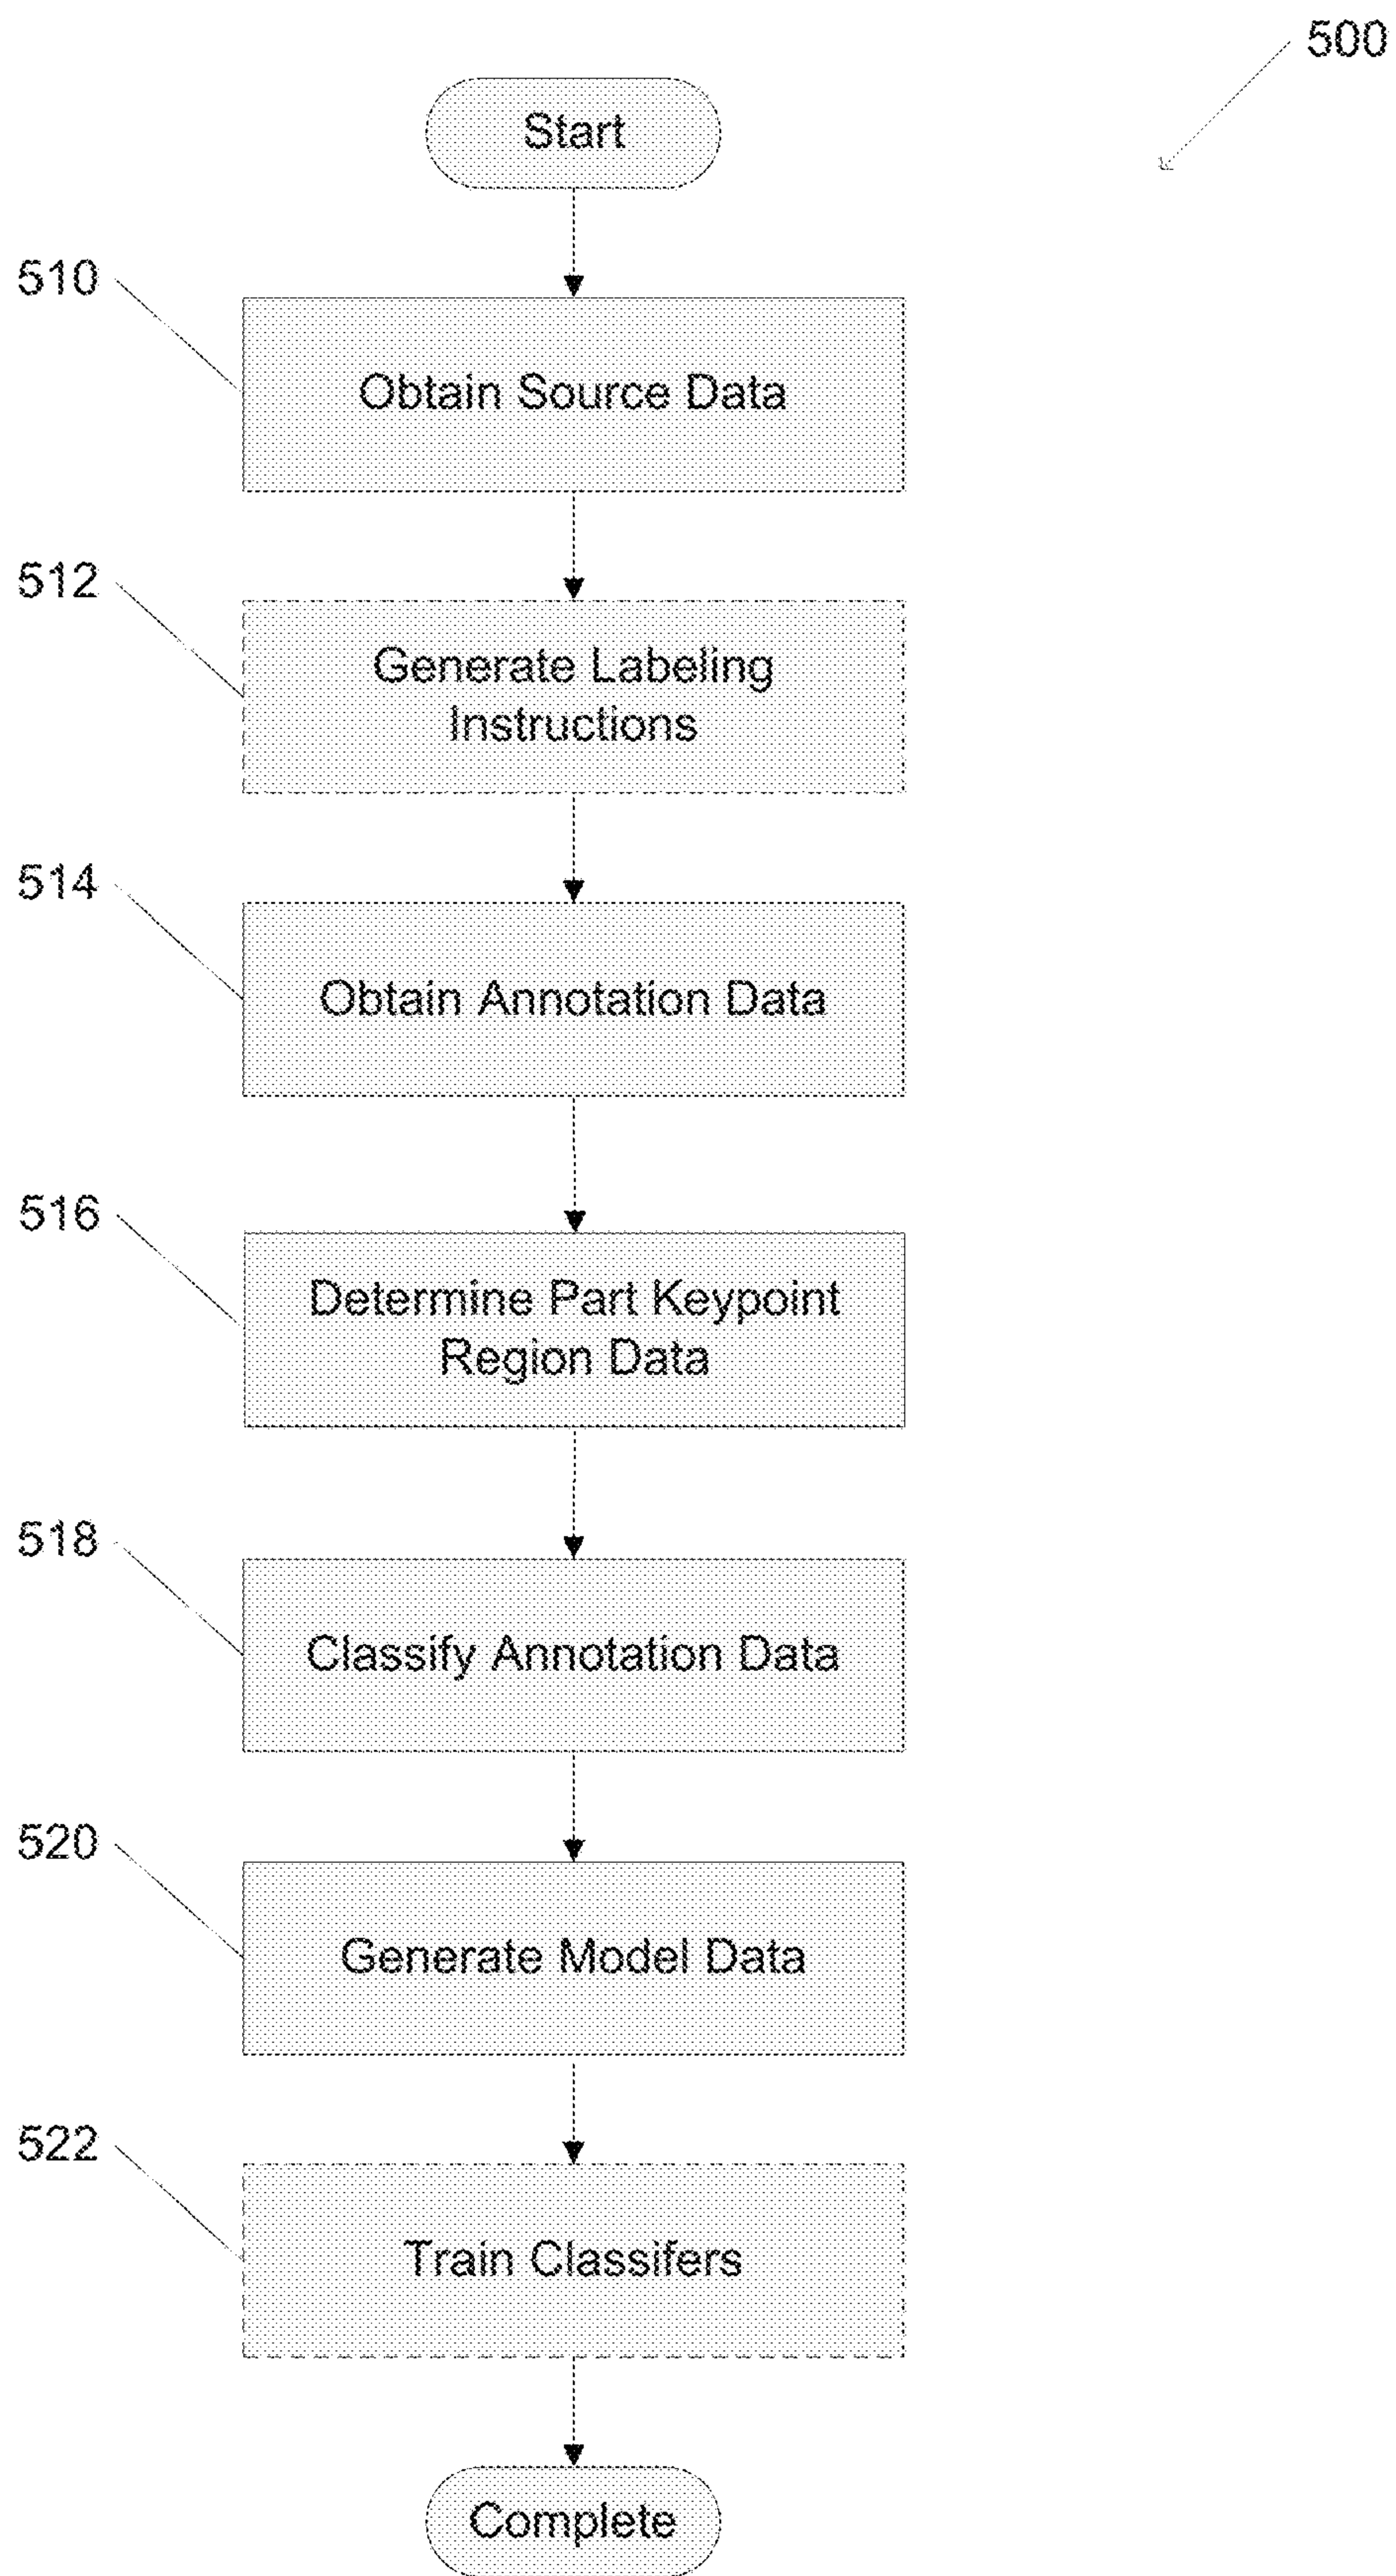 500
Start
510
Obtain Source Data
512
Generate Labeling
Instructions
514
Obtain Annotation Data
516
Determine Part Keypoint
Region Data
518
Classify Annotation Data
520
Generate Model Data
522
Train Classifers
Complete